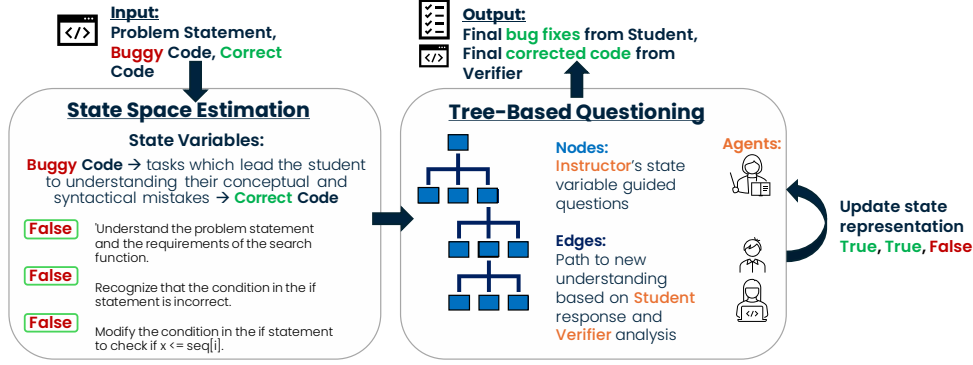 Input:
Problem Statement,
Buggy Code, Correct
Code
Output:
Final bug fixes from Student,
Final corrected code from
Verifier
State Space Estimation
State Variables:
Buggy Code → tasks which lead the student
to understanding their conceptual and
syntactical mistakes → Correct Code
False
'Understand the problem statement
and the requirements of the search
function.
False
Recognize that the condition in the if
statement is incorrect.
False
Modify the condition in the if statement
to check if x <= seq[i].
Tree-Based Questioning
Nodes:
Instructor's state
variable guided
questions
Edges:
Path to new
understanding
based on Student
response and
Verifier analysis
Agents:
Update state
representation
True, True, False